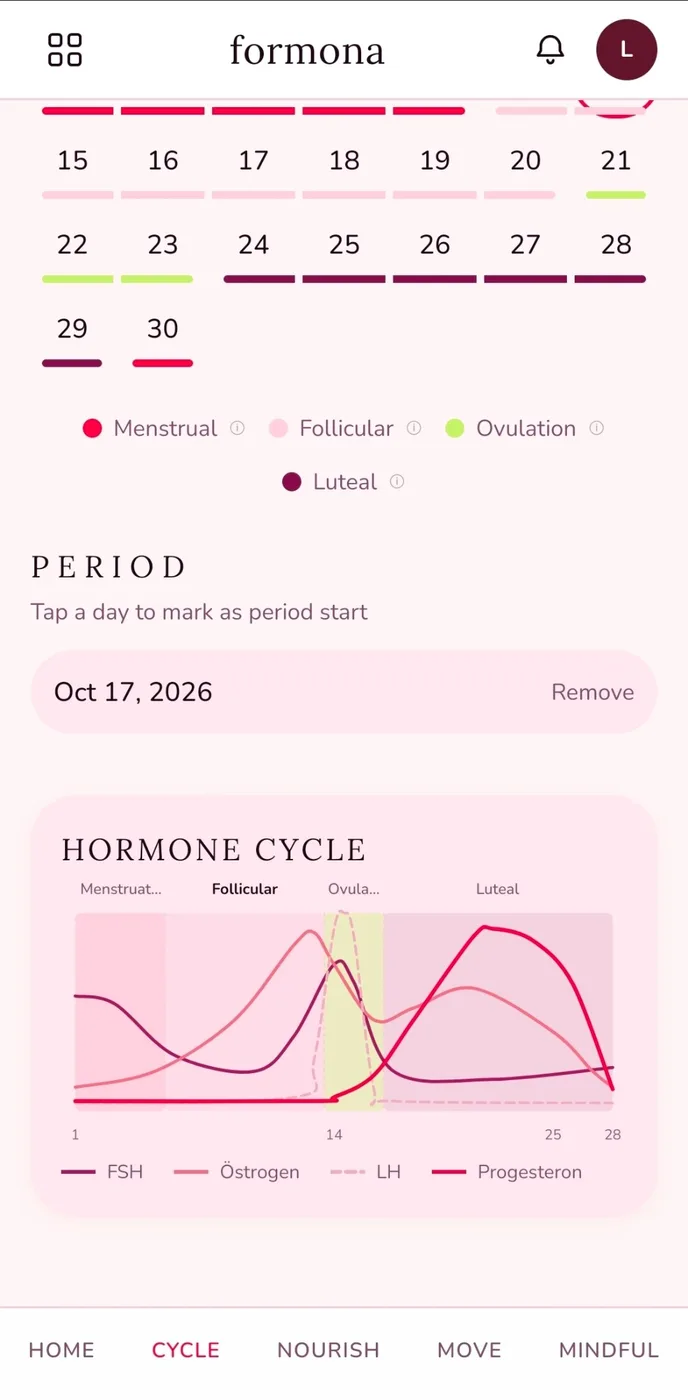 formona
L
15 16 17 18 19 20 21
22 23 24 25 26 27 28
29 30
Menstrual Follicular Ovulation
Luteal
PERIOD
Tap a day to mark as period start
Oct 17, 2026 Remove
HORMONE CYCLE
Menstruat... Follicular Ovula... Luteal
1 14 25 28
FSH Östrogen LH Progesteron
HOME CYCLE NOURISH MOVE MINDFUL